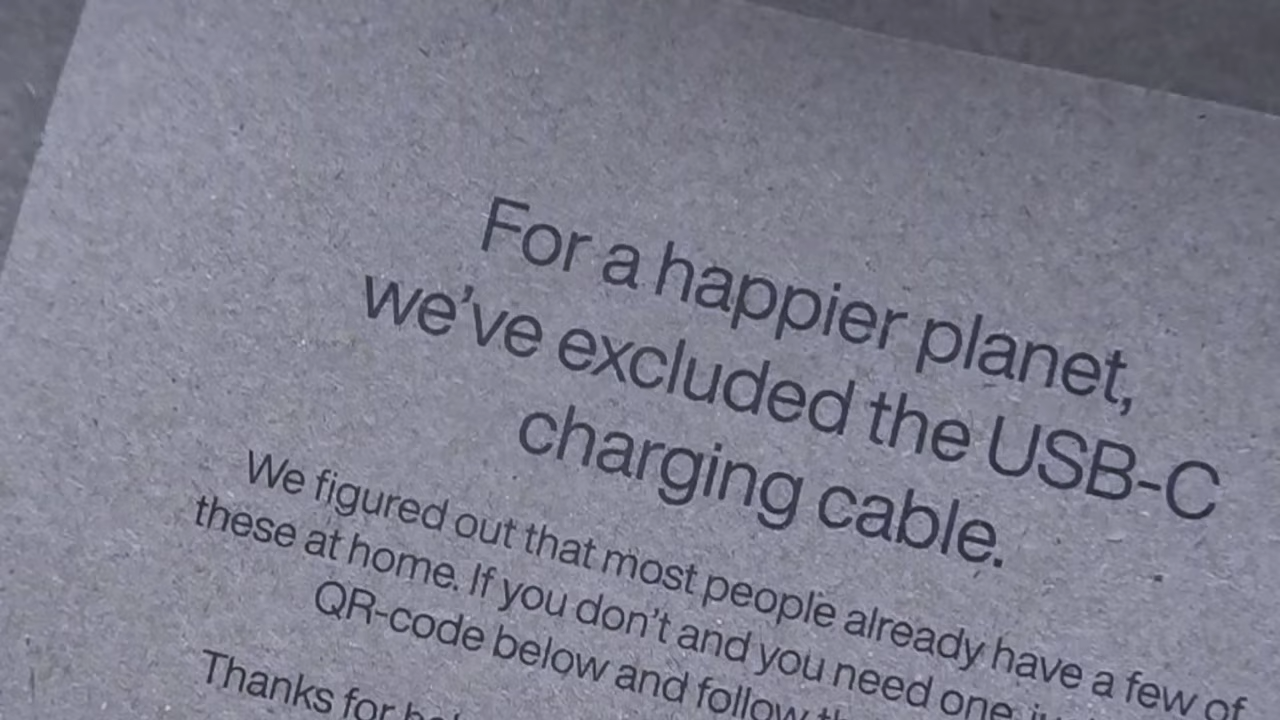 For a happier planet,
we've excluded the USB-C
charging cable.
We figured out that most people already have a few of
these at home. If you don't and you need one
QR-code below and follow
Thanks for